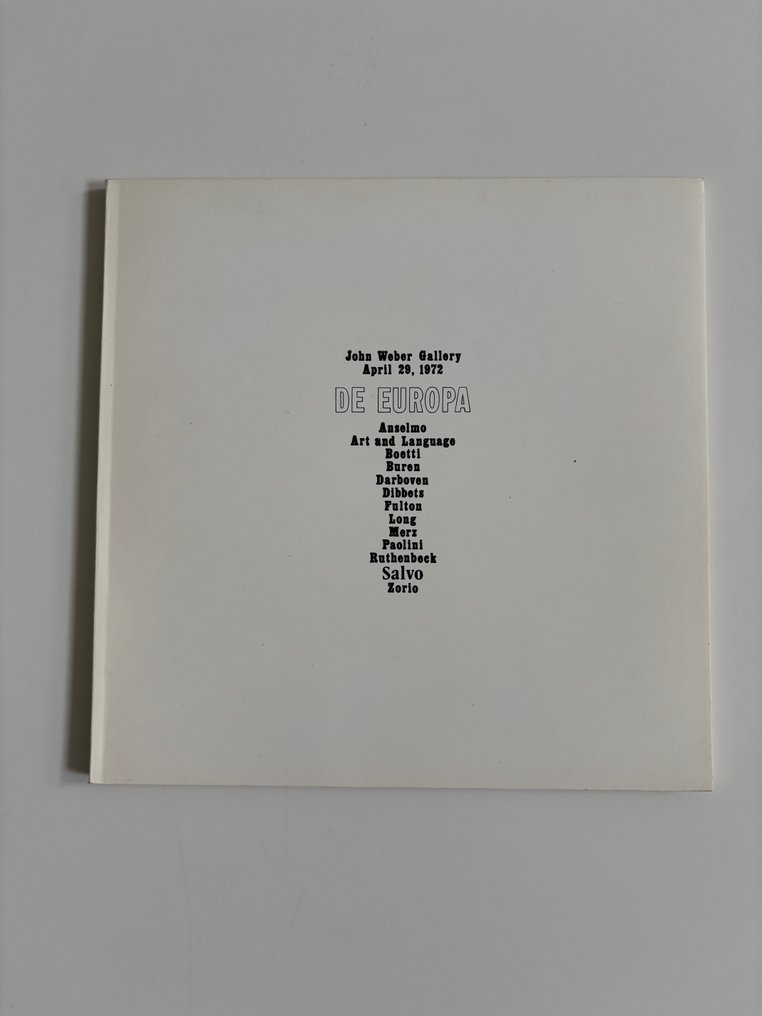 John Weber Gallery
April 29, 1972
DE EUROPA
Anselmo
Art and Language
Boetti
Buren
Darboven
Dibbets
Fulton
Long
Merz
Paolini
Ruthenbeck
Salvo
Zorio